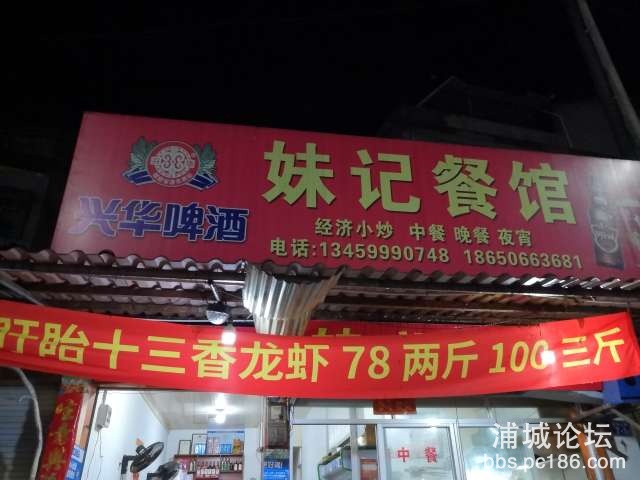 妹记餐馆
兴华啤酒
经济小炒 中餐 晚餐 夜宵
电话:13459990748 18650663681
盱眙十三香龙虾 78 两斤 100 三斤
中餐
浦城论坛
bbs.pc186.com